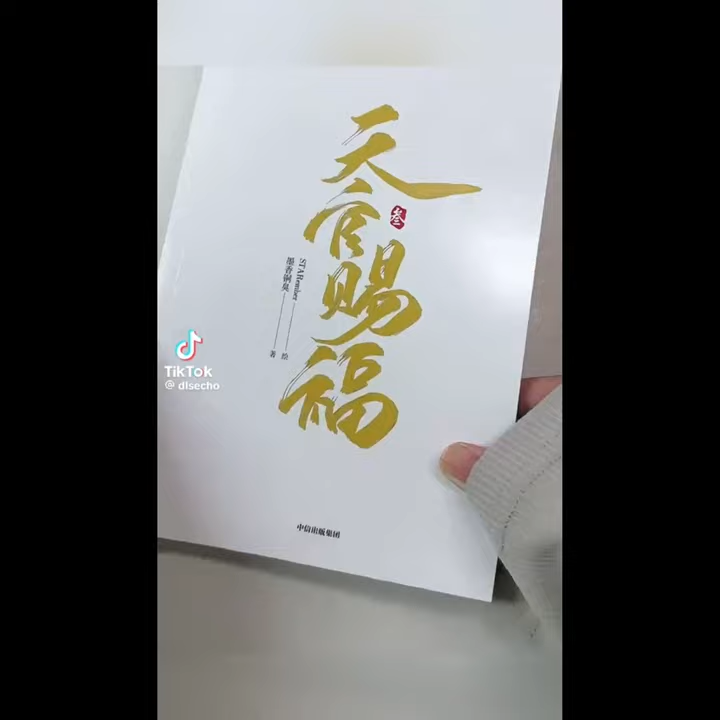 天官赐福
叁
STARember 绘
墨香铜臭 著
中信出版集团
TikTok
@ dlsecho